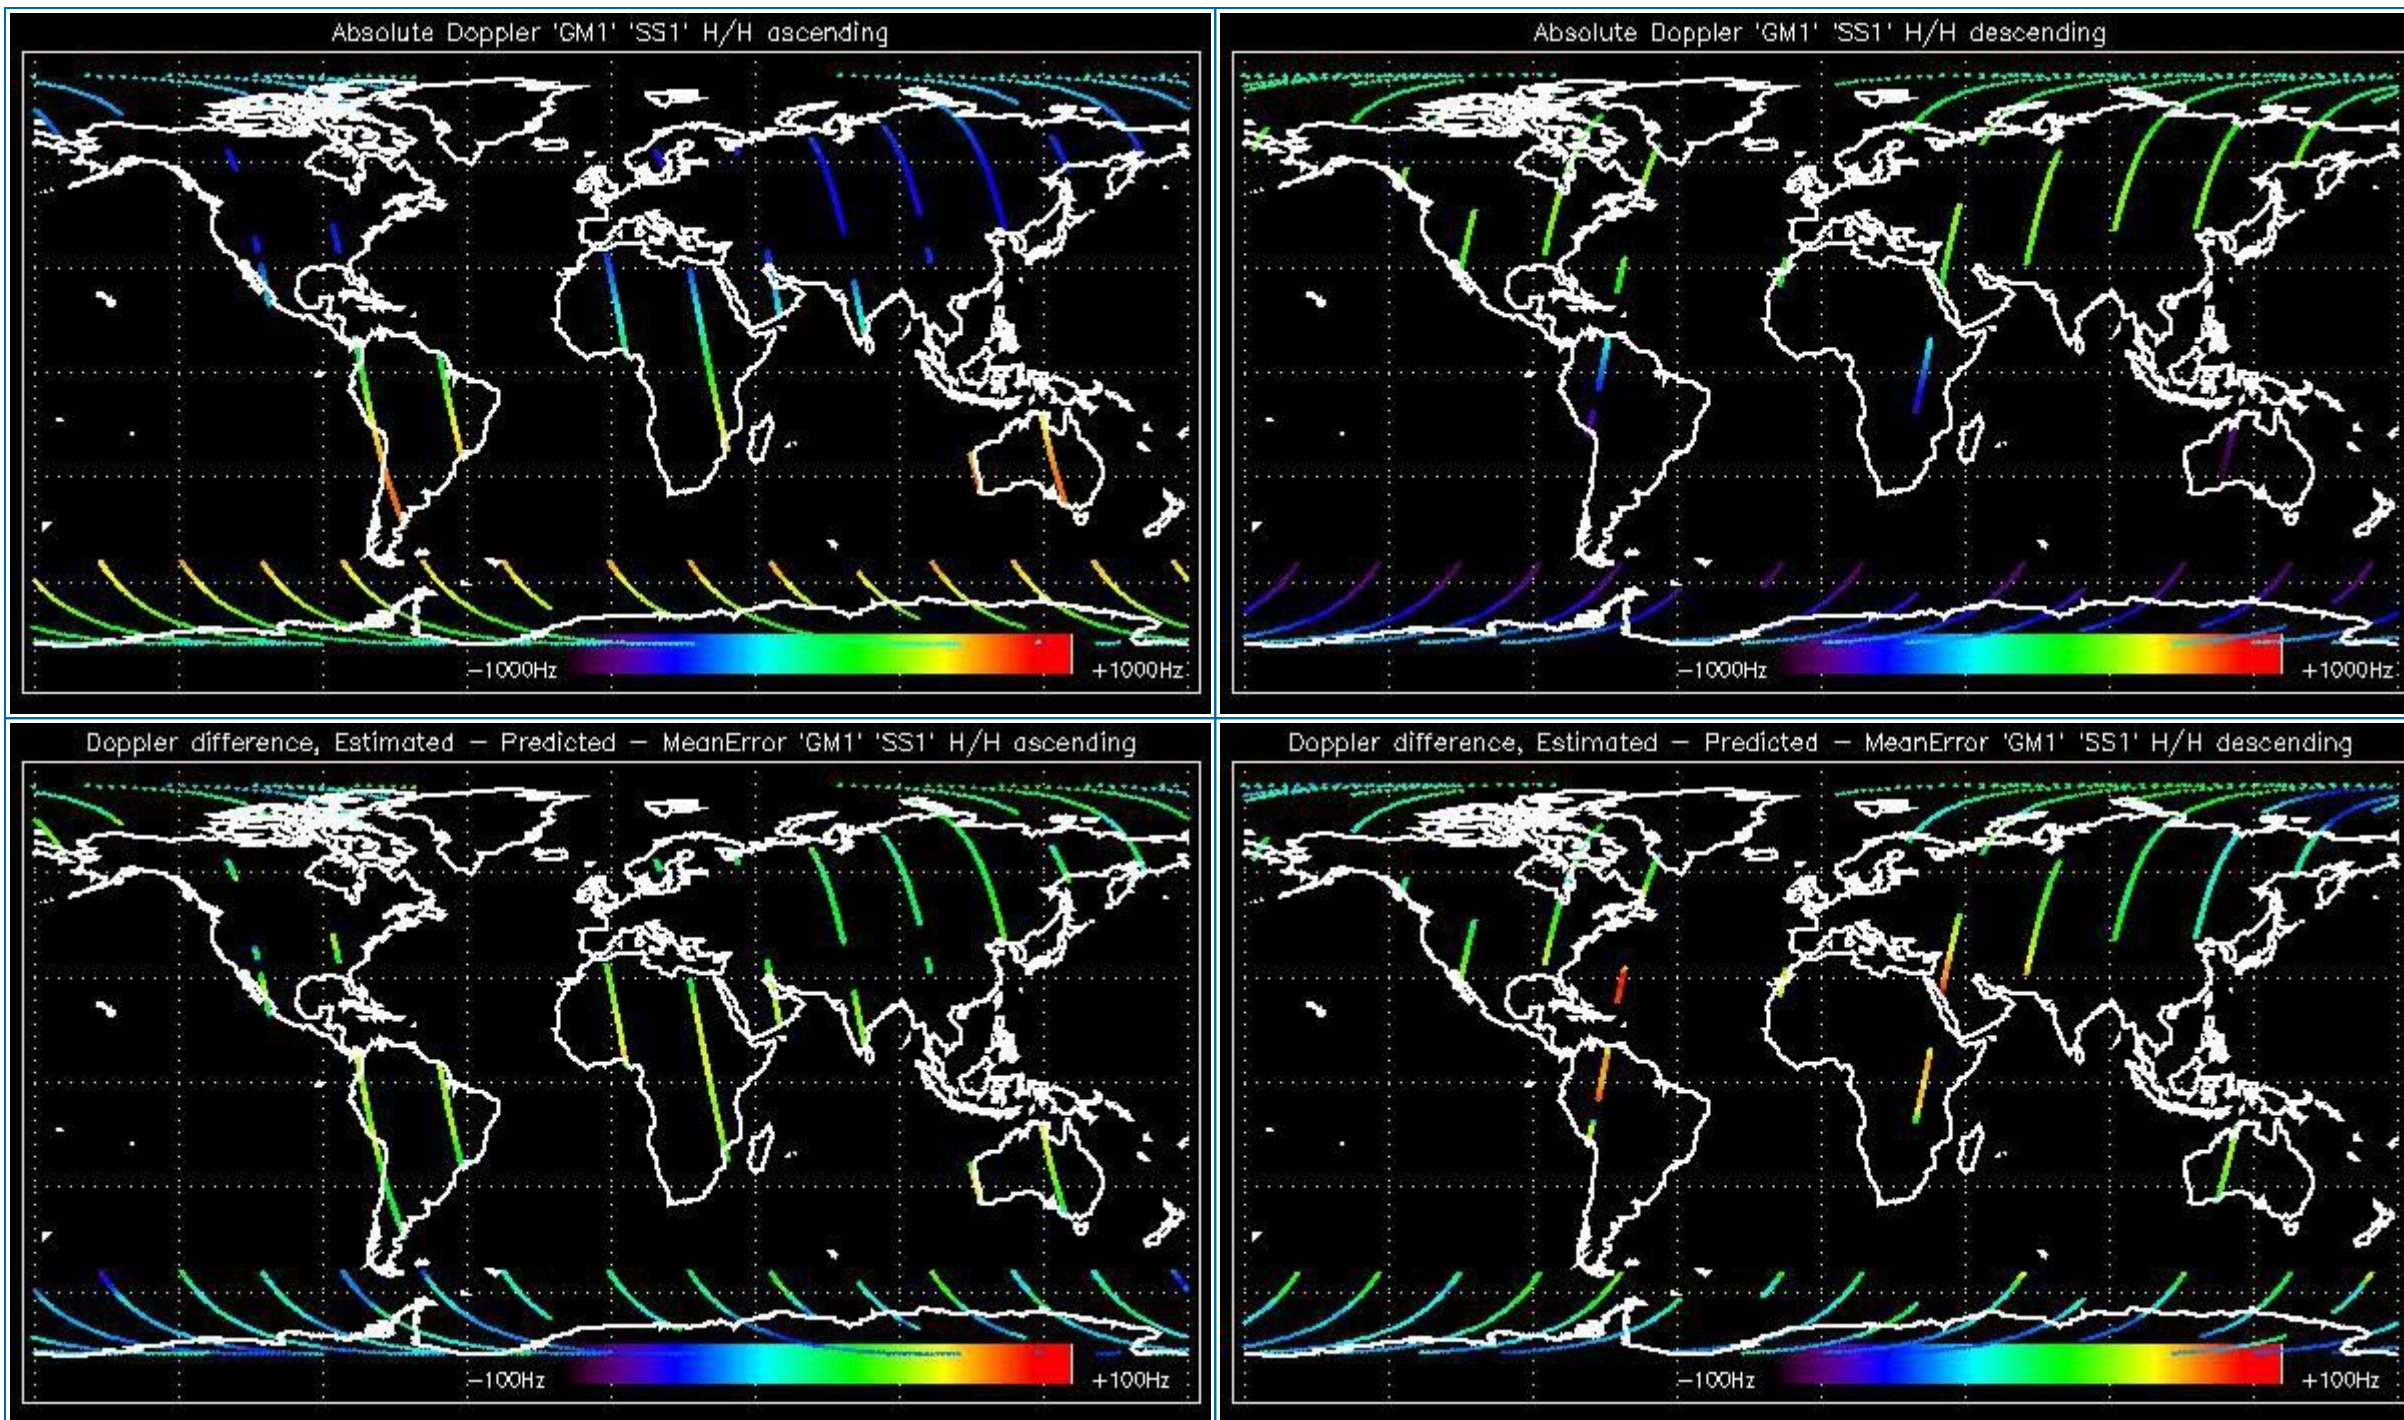 Absolute Doppler 'GM1' 'SS1' H/H ascending
−1000Hz
+1000Hz
Absolute Doppler 'GM1' 'SS1' H/H descending
−1000Hz
+1000Hz
Doppler difference, Estimated − Predicted − MeanError 'GM1' 'SS1' H/H ascending
−100Hz
+100Hz
Doppler difference, Estimated − Predicted − MeanError 'GM1' 'SS1' H/H descending
−100Hz
+100Hz